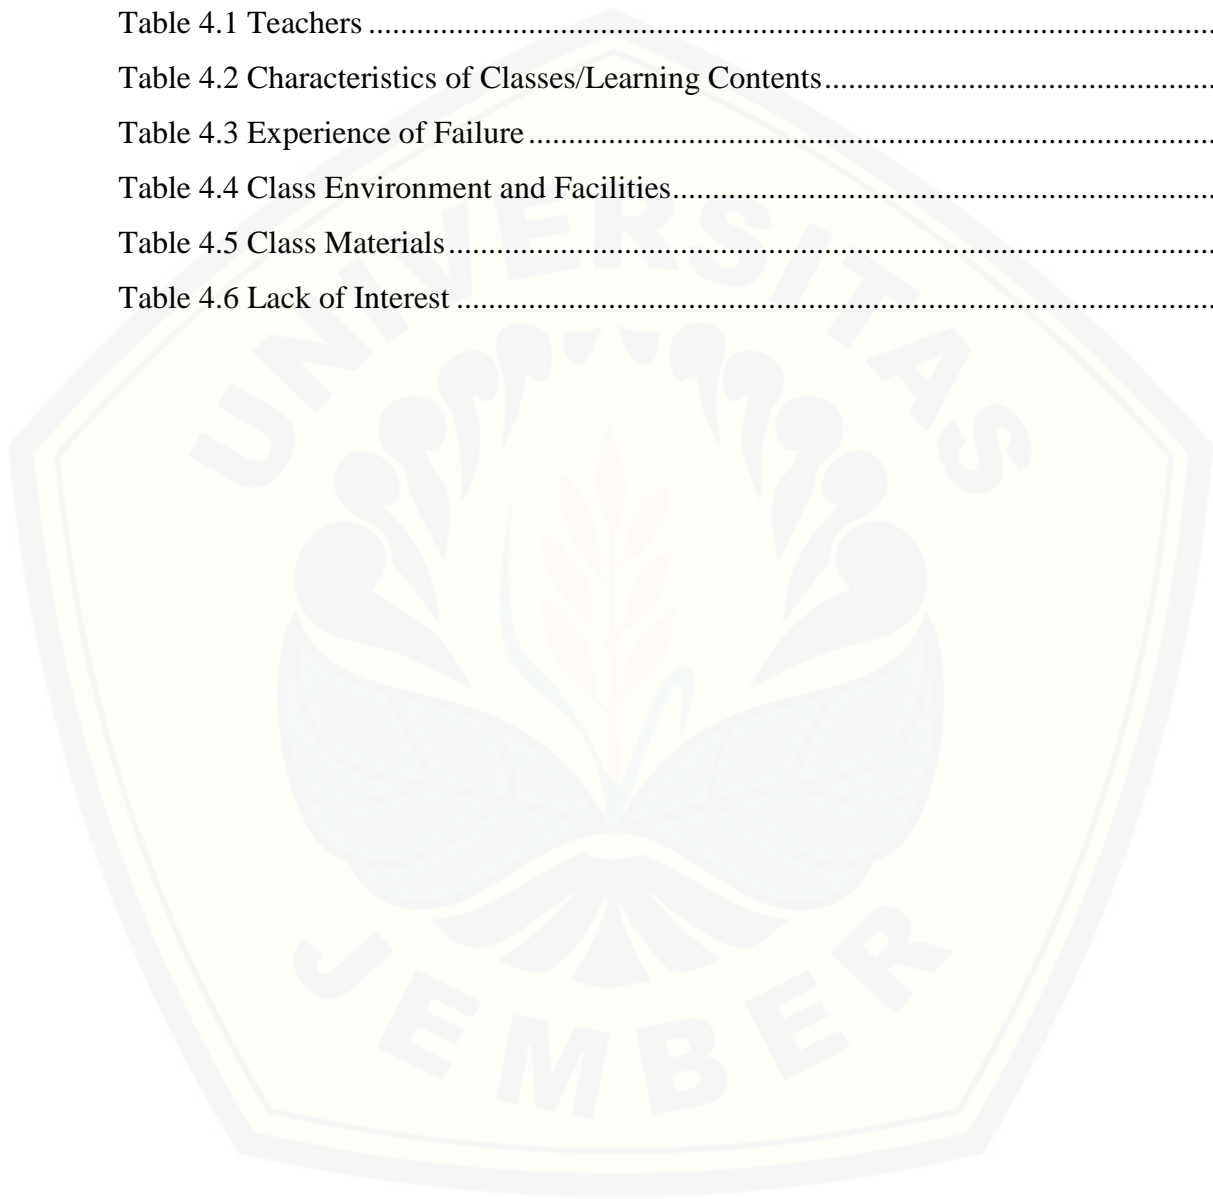 Table 4.1 Teachers ....................................................................................................
Table 4.2 Characteristics of Classes/Learning Contents ................................................
Table 4.3 Experience of Failure ................................................................................
Table 4.4 Class Environment and Facilities ................................................................
Table 4.5 Class Materials ..........................................................................................
Table 4.6 Lack of Interest .........................................................................................
UNIVERSITAS
JEMBER